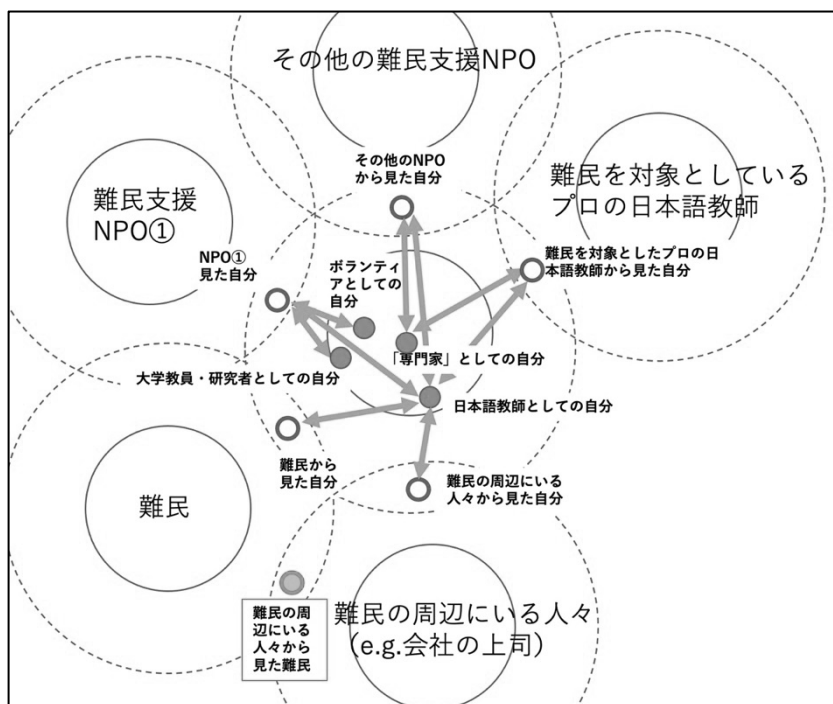 その他の難民支援NPO
難民を対象としている
プロの日本語教師
難民支援
NPO①
その他のNPO
から見た自分
NPO①
見た自分
ボランティ
アとしての
自分
難民を対象としたプロの日
本語教師から見た自分
「専門家」としての自分
大学教員・研究者としての自分
日本語教師としての自分
難民から
見た自分
難民の周辺にいる
人々から見た自分
難民
難民の周
辺にいる
人々から
見た難民
難民の周辺にいる人々
(e.g.会社の上司)